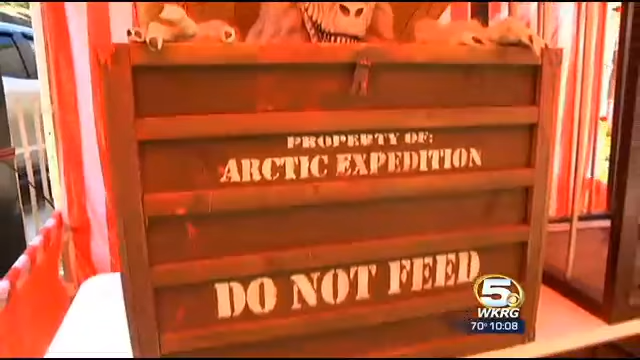 PROPERTY OF:
ARCTIC EXPEDITION
DO NOT FEED
5
WKRG
70° 10:08